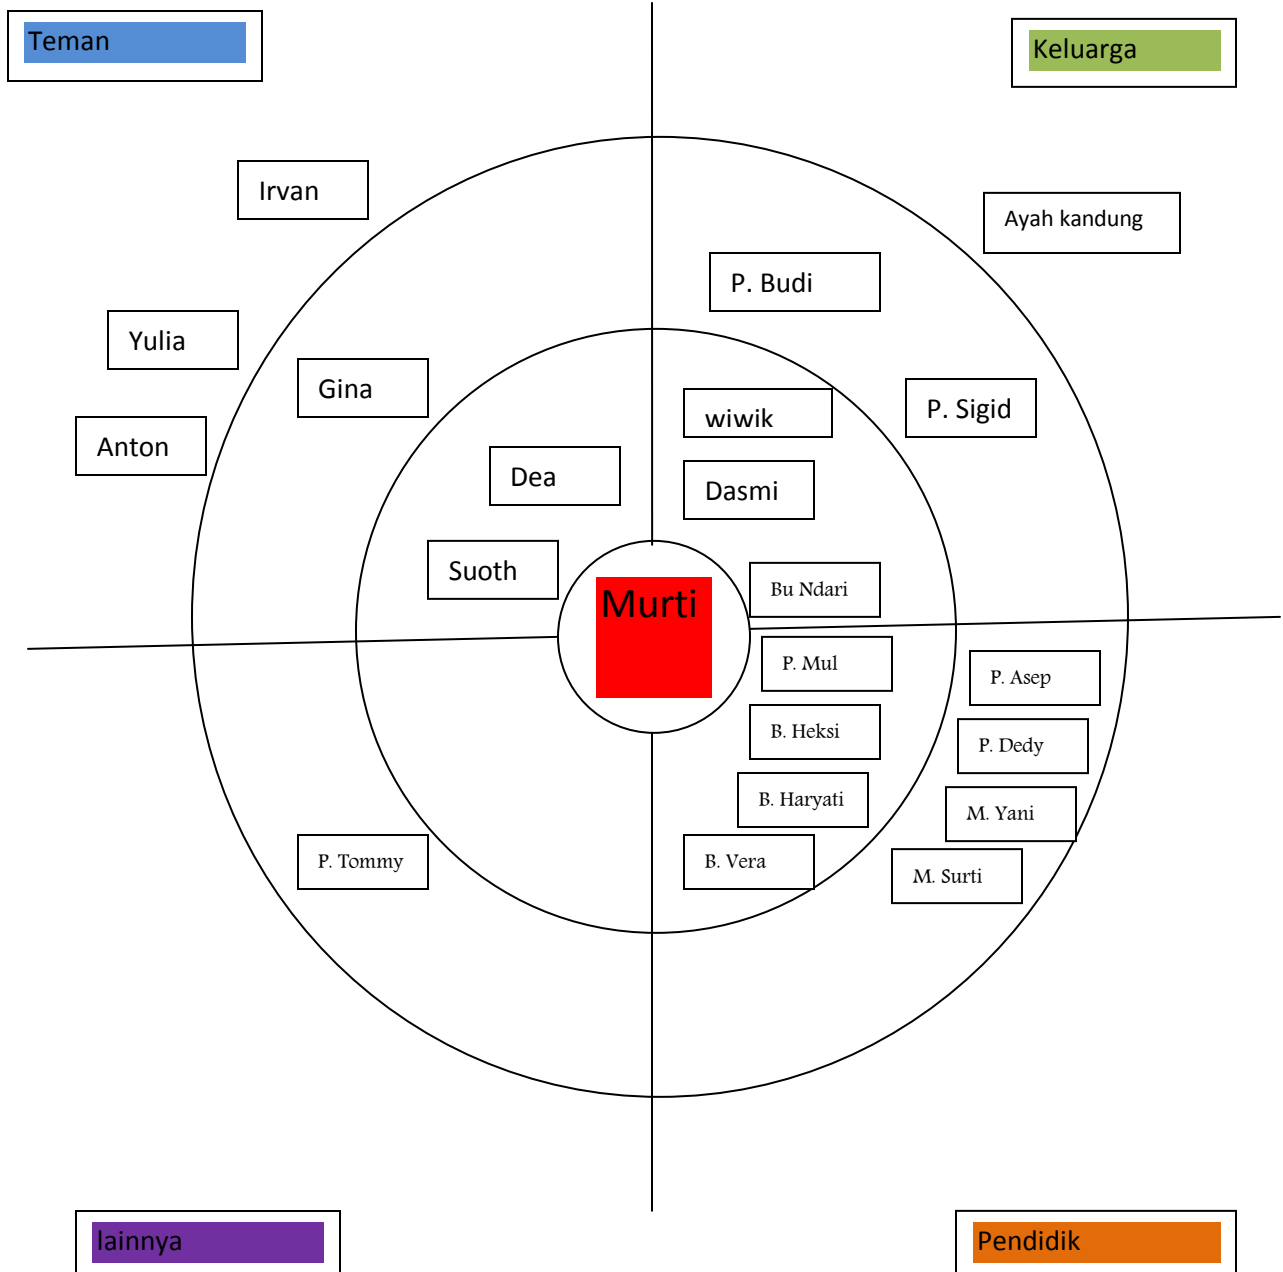 Teman
Keluarga
Irvan
Ayah kandung
P. Budi
Yulia
Gina
wiwik
P. Sigid
Anton
Dea
Dasmi
Suoth
Murti
Bu Ndari
P. Mul
P. Asep
B. Heksi
P. Dedy
B. Haryati
M. Yani
P. Tommy
B. Vera
M. Surti
lainnya
Pendidik